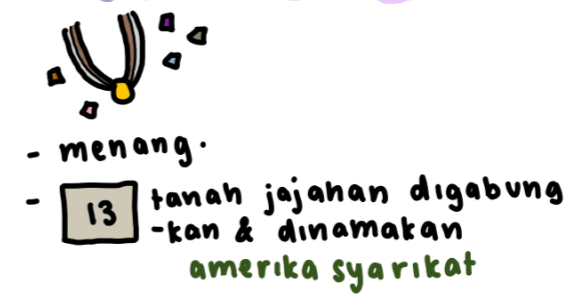 - menang.
- 13 tanah jajahan digabung
-kan & dinamakan
amerika syarikat